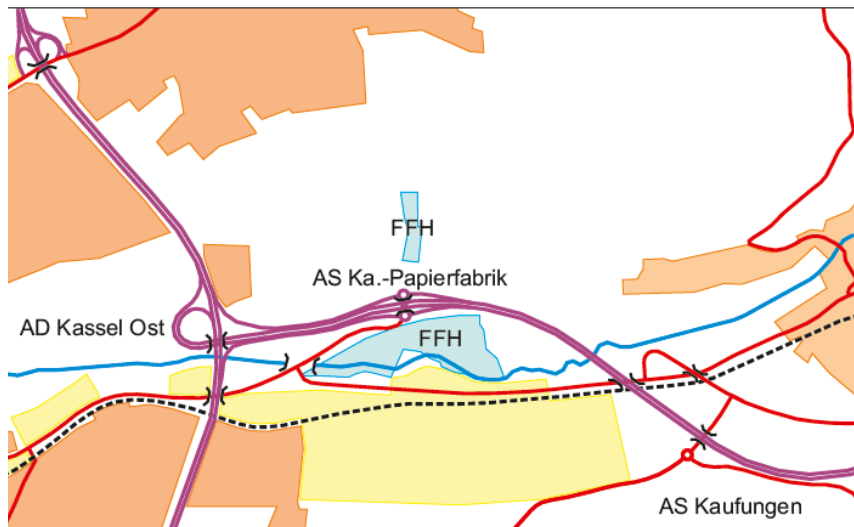 FFH
AS Ka.-Papierfabrik
AD Kassel Ost
FFH
AS Kaufungen